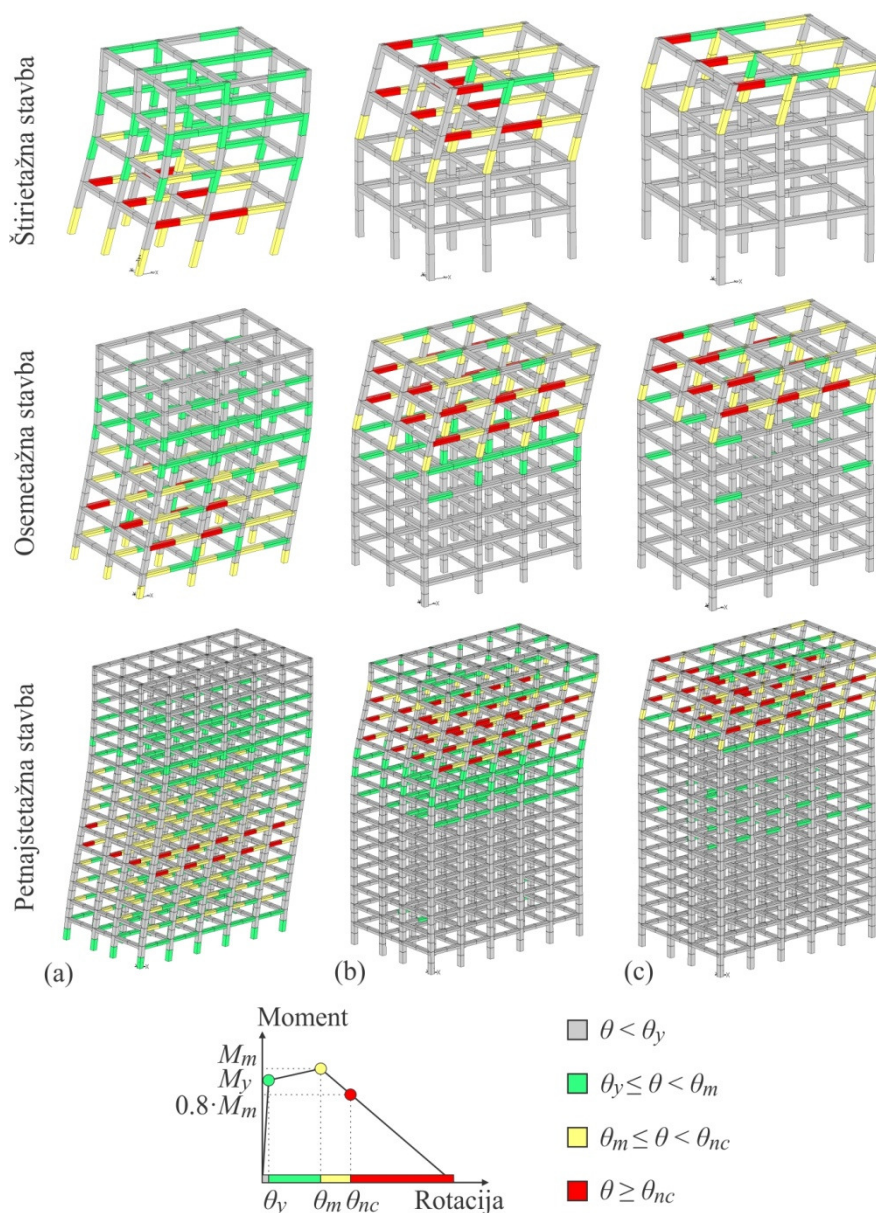 Štirietažna stavba
Osemetažna stavba
Petnajstetažna stavba
(a)
(b)
(c)
Moment
M_m
M_y
0.8·M_m
θ_y
θ_m
θ_nc
Rotacija
θ < θ_y
θ_y ≤ θ < θ_m
θ_m ≤ θ < θ_nc
θ ≥ θ_nc